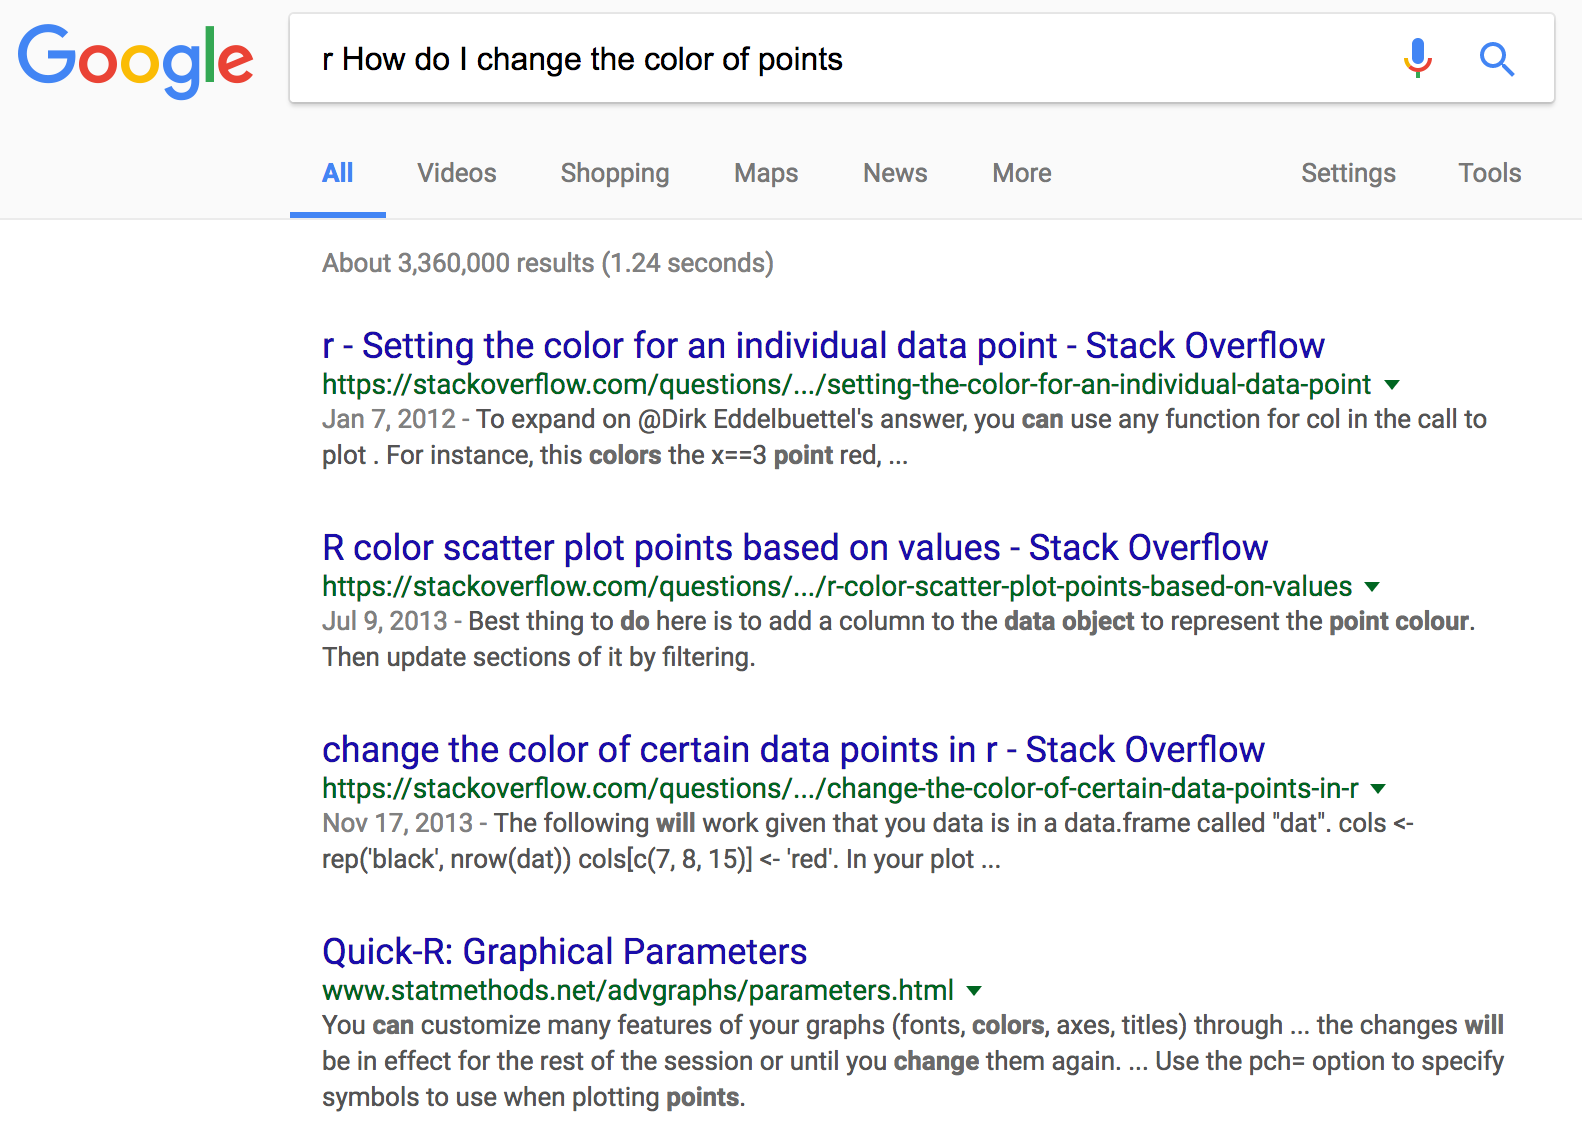 Google
r How do I change the color of points
All Videos Shopping Maps News More Settings Tools
About 3,360,000 results (1.24 seconds)
r - Setting the color for an individual data point - Stack Overflow
https://stackoverflow.com/questions/.../setting-the-color-for-an-individual-data-point
Jan 7, 2012 - To expand on @Dirk Eddelbuettel's answer, you can use any function for col in the call to
plot . For instance, this colors the x==3 point red, ...
R color scatter plot points based on values - Stack Overflow
https://stackoverflow.com/questions/.../r-color-scatter-plot-points-based-on-values
Jul 9, 2013 - Best thing to do here is to add a column to the data object to represent the point colour.
Then update sections of it by filtering.
change the color of certain data points in r - Stack Overflow
https://stackoverflow.com/questions/.../change-the-color-of-certain-data-points-in-r
Nov 17, 2013 - The following will work given that you data is in a data.frame called "dat". cols <-
rep('black', nrow(dat)) cols[c(7, 8, 15)] <- 'red'. In your plot ...
Quick-R: Graphical Parameters
www.statmethods.net/advgraphs/parameters.html
You can customize many features of your graphs (fonts, colors, axes, titles) through ... the changes will
be in effect for the rest of the session or until you change them again. ... Use the pch= option to specify
symbols to use when plotting points.